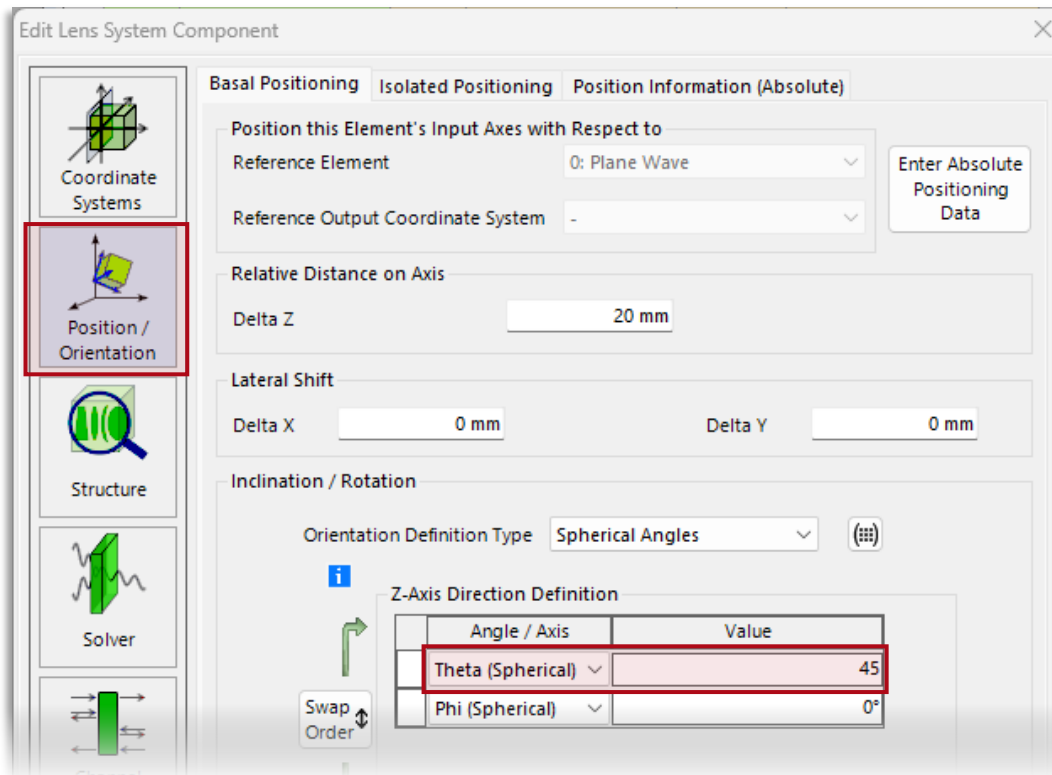 Edit Lens System Component
Coordinate
Systems
Position /
Orientation
Structure
Solver
Basal Positioning Isolated Positioning Position Information (Absolute)
Position this Element's Input Axes with Respect to
Reference Element 0: Plane Wave
Reference Output Coordinate System -
Enter Absolute
Positioning
Data
Relative Distance on Axis
Delta Z 20 mm
Lateral Shift
Delta X 0 mm Delta Y 0 mm
Inclination / Rotation
Orientation Definition Type Spherical Angles
i
Z-Axis Direction Definition
Angle / Axis Value
Theta (Spherical) 45
Phi (Spherical) 0°
Swap
Order